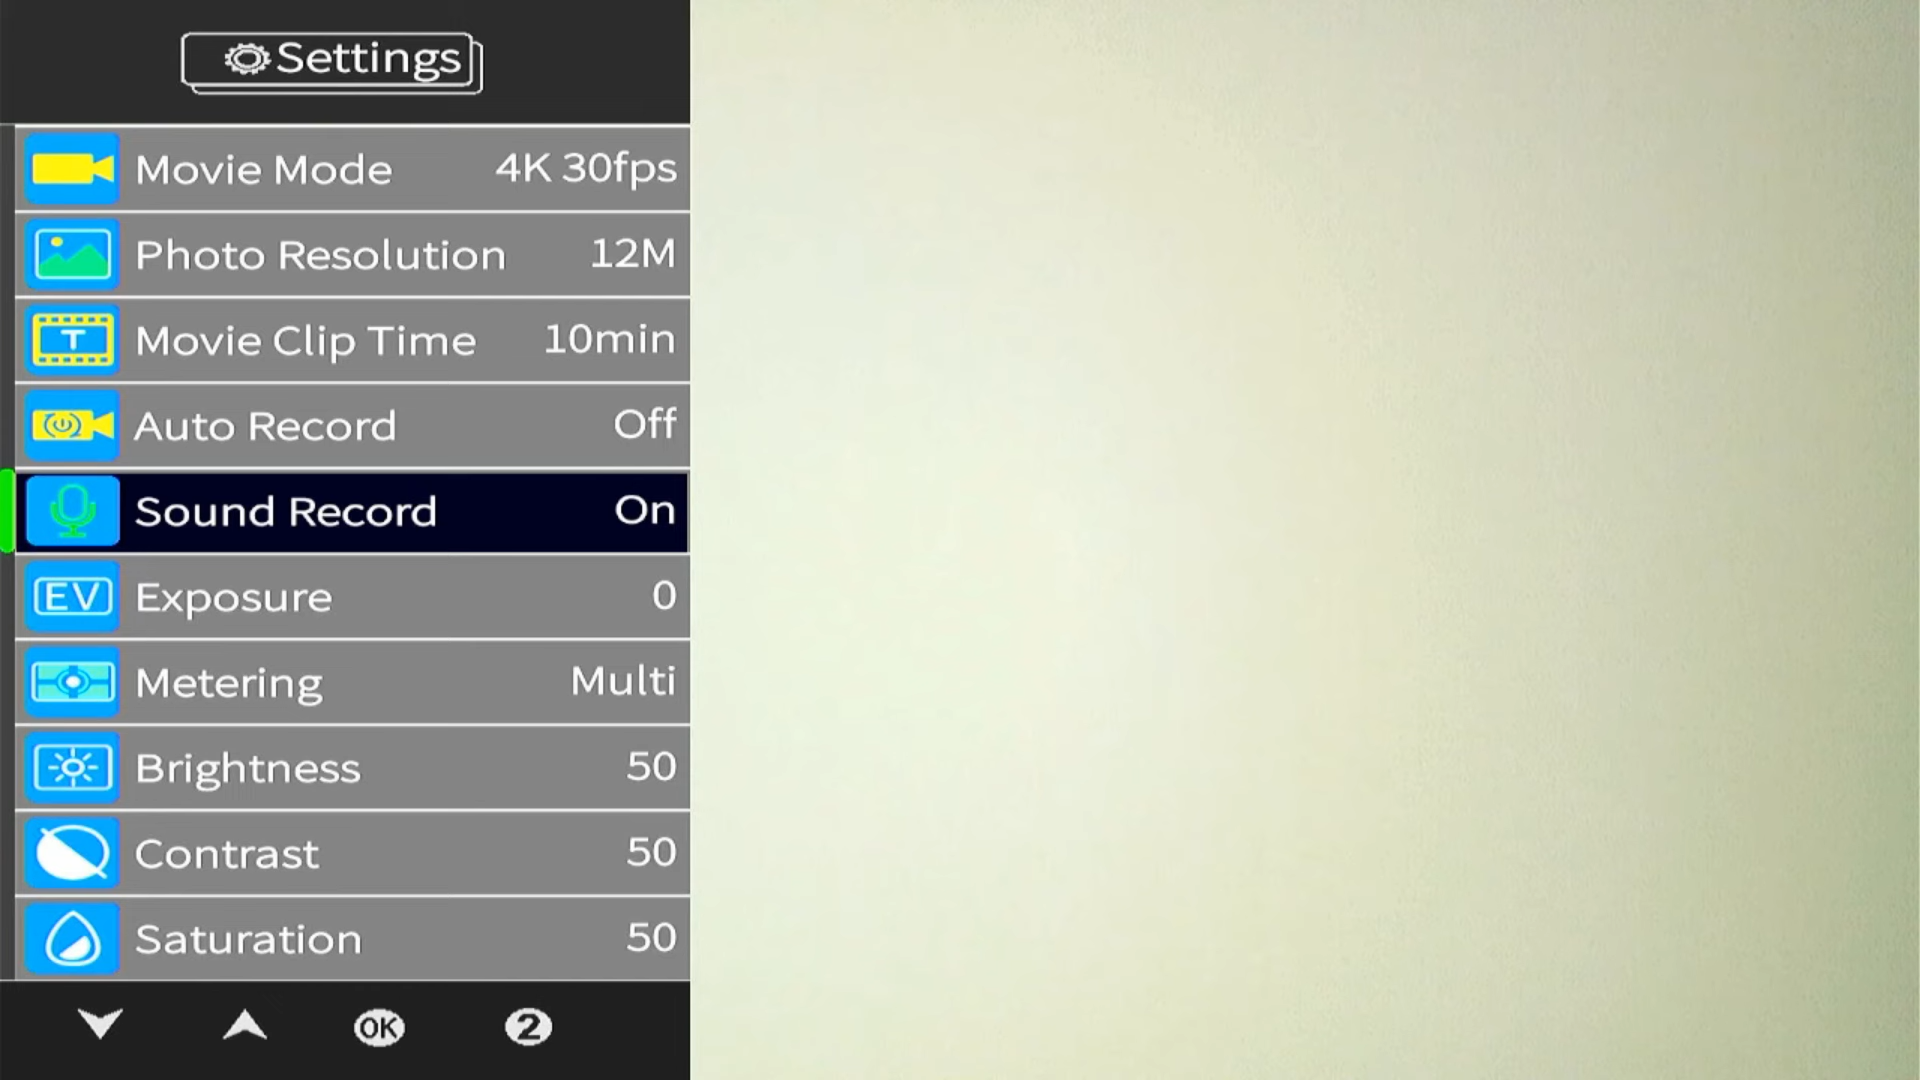 Settings
Movie Mode 4K 30fps
Photo Resolution 12M
T Movie Clip Time 10min
Auto Record Off
Sound Record On
EV Exposure 0
Metering Multi
Brightness 50
Contrast 50
Saturation 50
OK 2